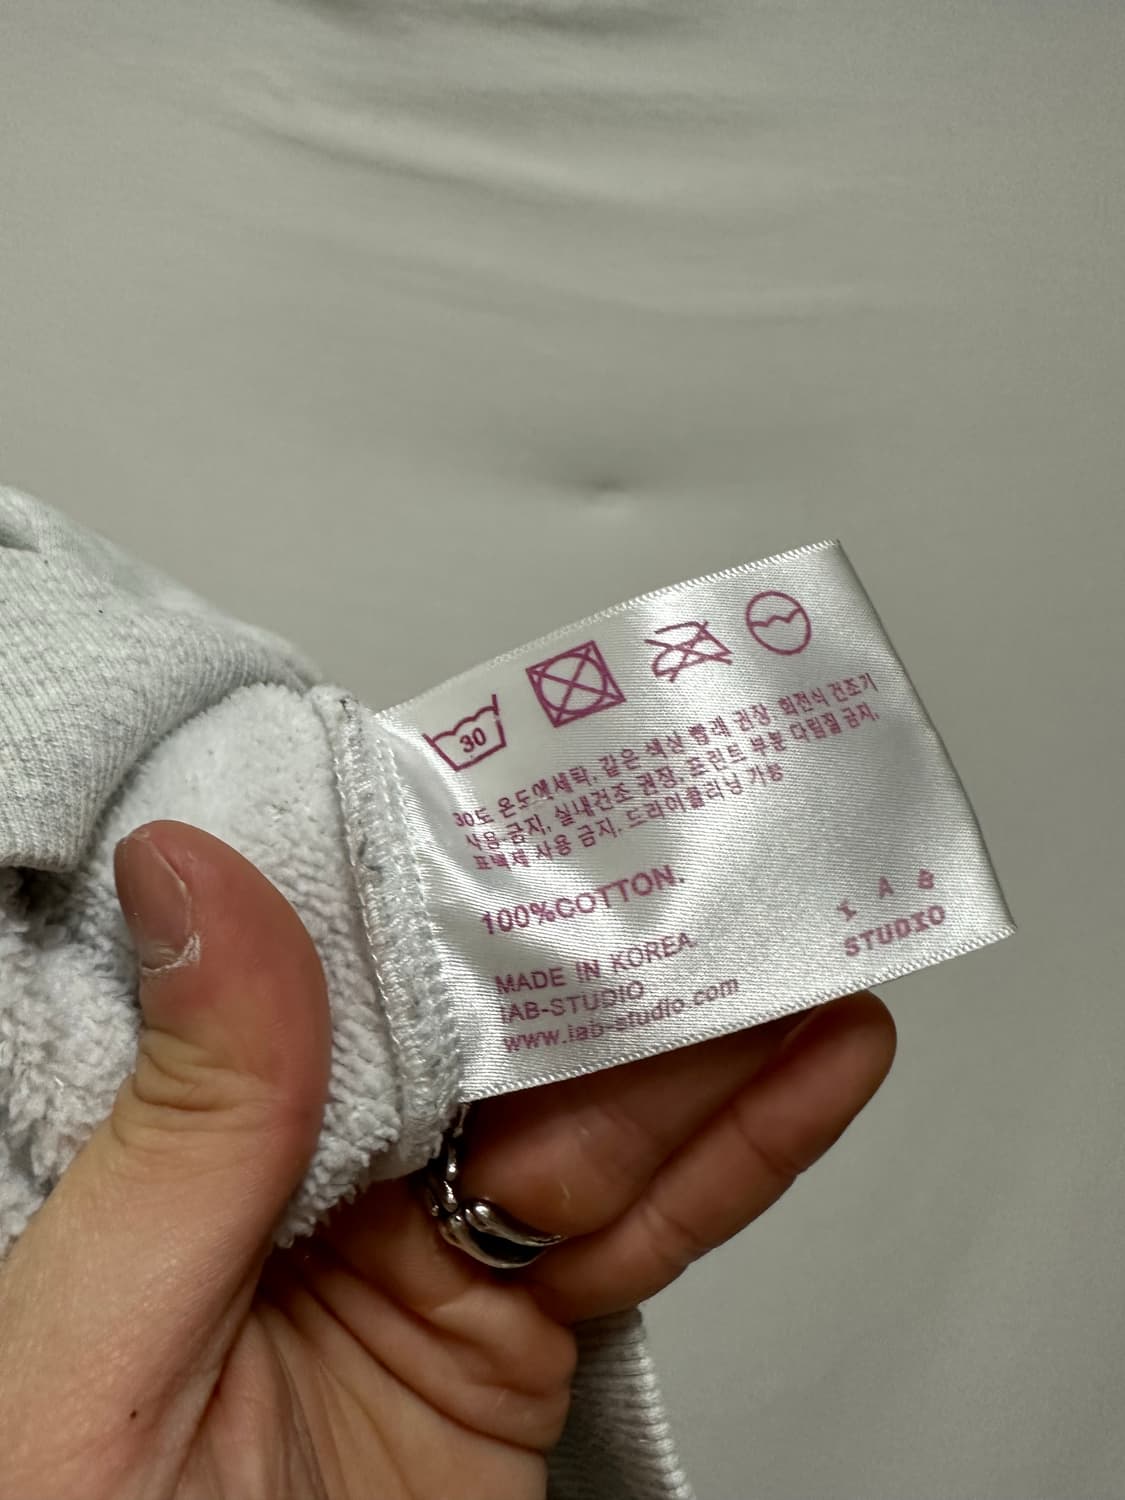 30
30도 온도에세탁, 같은 색상 빨래 권장, 회전식 건조기
사용 금지, 실내건조 권장, 프린트 부분 다림질 금지,
표백제 사용 금지, 드라이클리닝 가능
100%COTTON.
MADE IN KOREA
IAB-STUDIO
www.iab-studio.com
I A B
STUDIO